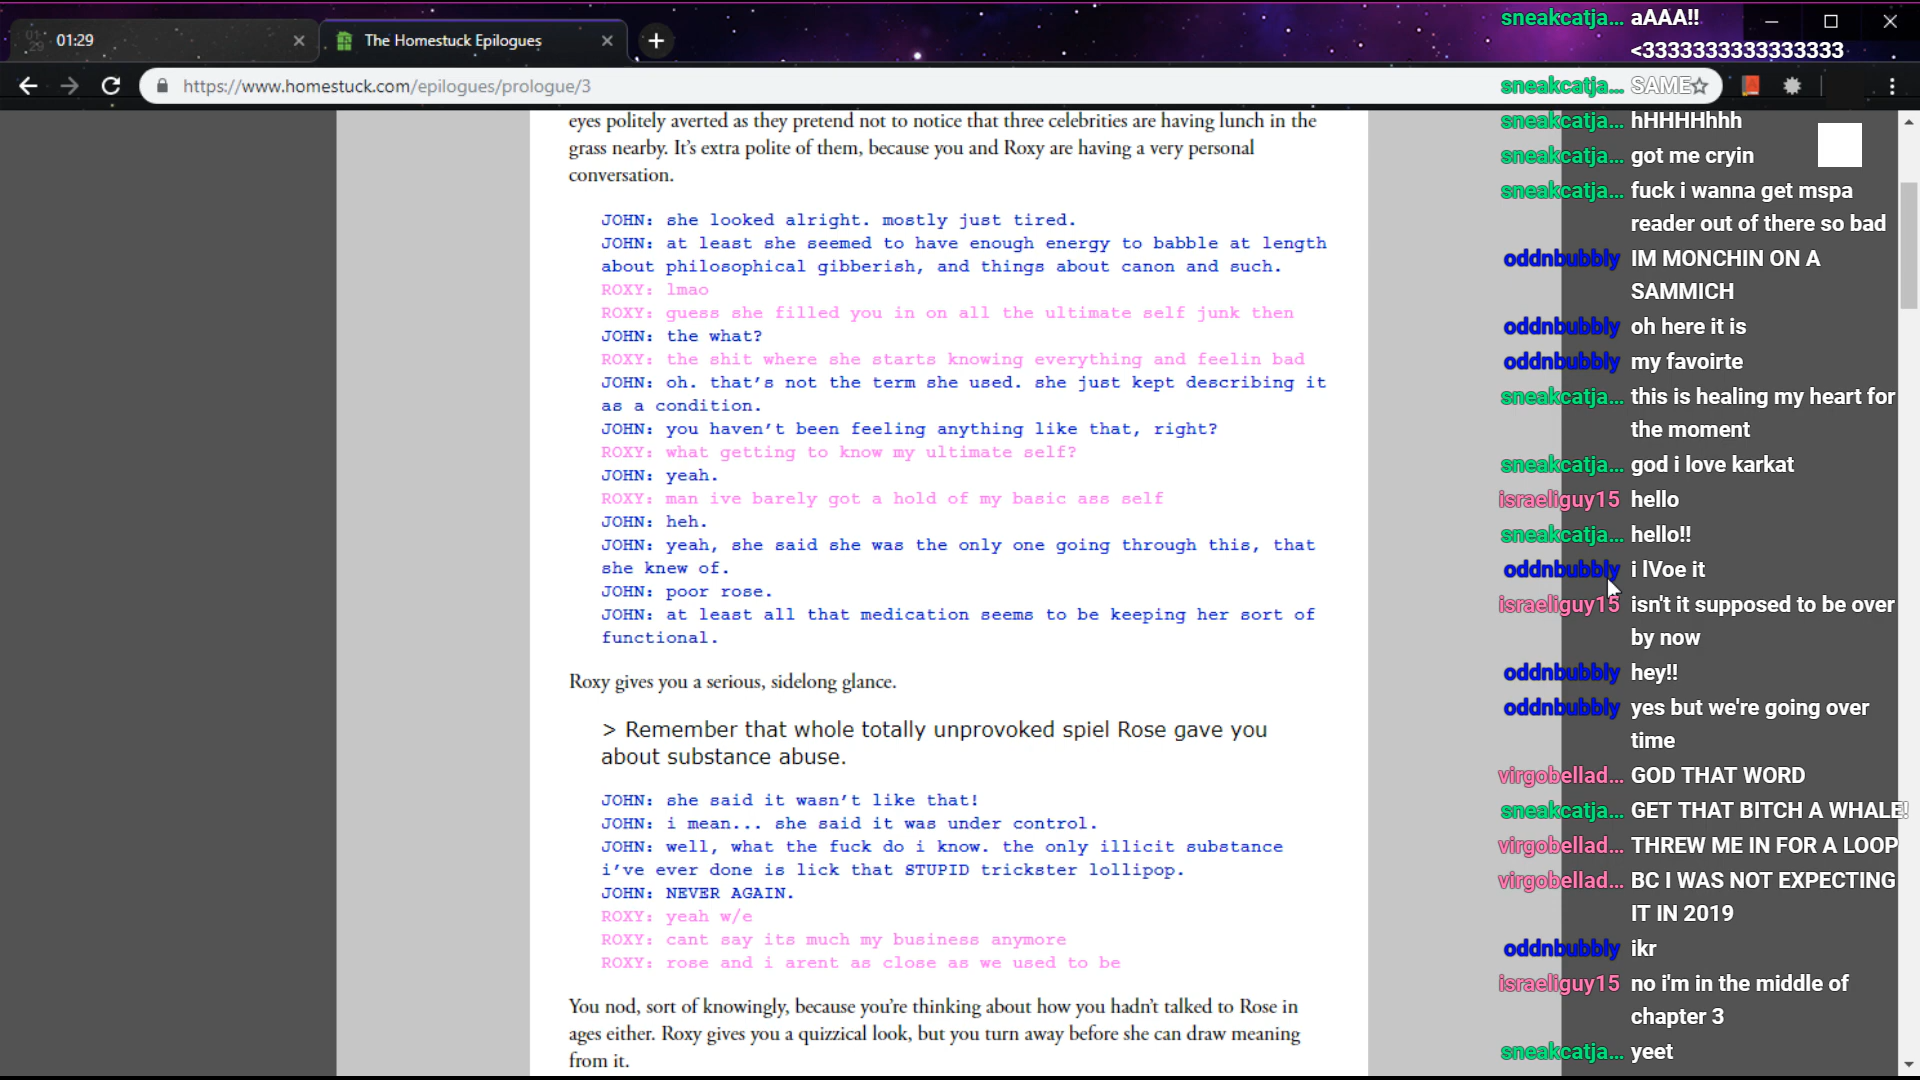 01:29
The Homestuck Epilogues
https://www.homestuck.com/epilogues/prologue/3
eyes politely averted as they pretend not to notice that three celebrities are having lunch in the
grass nearby. It’s extra polite of them, because you and Roxy are having a very personal
conversation.
JOHN: she looked alright. mostly just tired.
JOHN: at least she seemed to have enough energy to babble at length
about philosophical gibberish, and things about canon and such.
ROXY: lmao
ROXY: guess she filled you in on all the ultimate self junk then
JOHN: the what?
ROXY: the shit where she starts knowing everything and feelin bad
JOHN: oh. that’s not the term she used. she just kept describing it
as a condition.
JOHN: you haven’t been feeling anything like that, right?
ROXY: what getting to know my ultimate self?
JOHN: yeah.
ROXY: man ive barely got a hold of my basic ass self
JOHN: heh.
JOHN: yeah, she said she was the only one going through this, that
she knew of.
JOHN: poor rose.
JOHN: at least all that medication seems to be keeping her sort of
functional.
Roxy gives you a serious, sidelong glance.
> Remember that whole totally unprovoked spiel Rose gave you
about substance abuse.
JOHN: she said it wasn’t like that!
JOHN: i mean... she said it was under control.
JOHN: well, what the fuck do i know. the only illicit substance
i’ve ever done is lick that STUPID trickster lollipop.
JOHN: NEVER AGAIN.
ROXY: yeah w/e
ROXY: cant say its much my business anymore
ROXY: rose and i arent as close as we used to be
You nod, sort of knowingly, because you’re thinking about how you hadn’t talked to Rose in
ages either. Roxy gives you a quizzical look, but you turn away before she can draw meaning
from it.
sneakcatja... aAAA!!
<3333333333333333
sneakcatja... SAME
sneakcatja... hHHHHhhh
sneakcatja... got me cryin
sneakcatja... fuck i wanna get mspa
reader out of there so bad
oddnbubbly IM MONCHIN ON A
SAMMICH
oddnbubbly oh here it is
oddnbubbly my favoirte
sneakcatja... this is healing my heart for
the moment
sneakcatja... god i love karkat
israeliguy15 hello
sneakcatja... hello!!
oddnbubbly i lVoe it
israeliguy15 isn't it supposed to be over
by now
oddnbubbly hey!!
oddnbubbly yes but we're going over
time
virgobellad... GOD THAT WORD
sneakcatja... GET THAT BITCH A WHALE!
virgobellad... THREW ME IN FOR A LOOP
virgobellad... BC I WAS NOT EXPECTING
IT IN 2019
oddnbubbly ikr
israeliguy15 no i'm in the middle of
chapter 3
sneakcatja... yeet